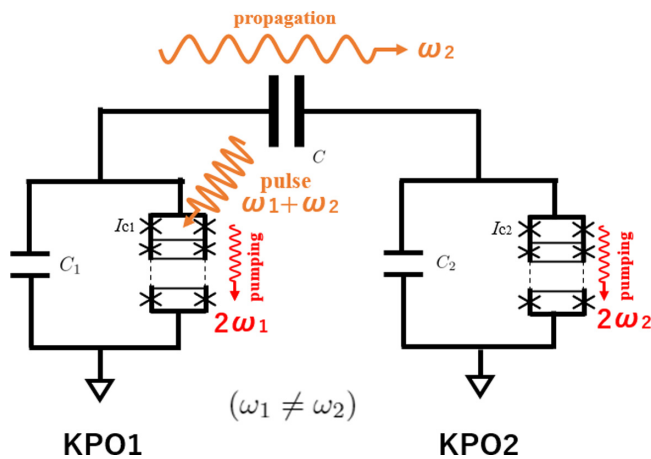 propagation
ω2
C
pulse
ω1+ω2
Ic1
C1
pumping
2ω1
Ic2
C2
pumping
2ω2
(ω1 ≠ ω2)
KPO1
KPO2